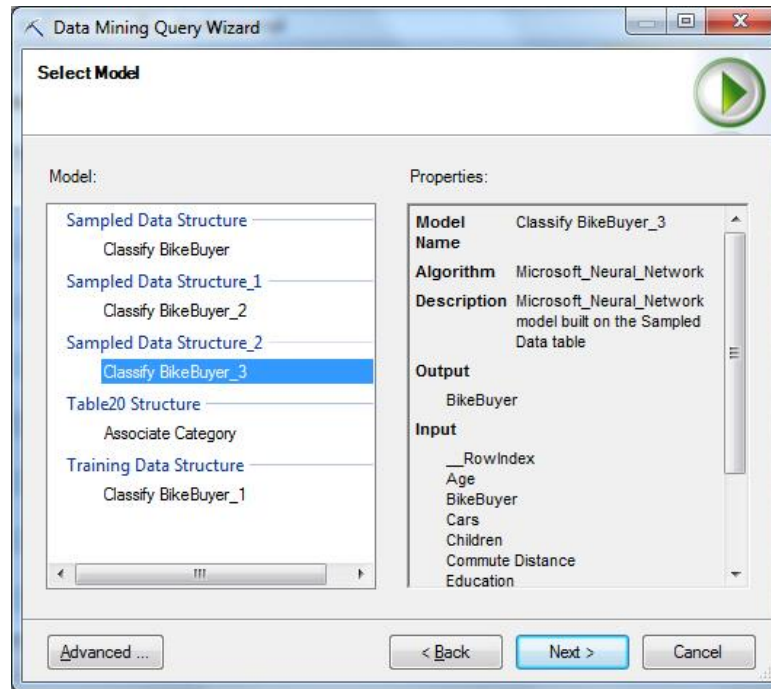 Data Mining Query Wizard
Select Model
Model:
Sampled Data Structure
Classify BikeBuyer
Sampled Data Structure_1
Classify BikeBuyer_2
Sampled Data Structure_2
Classify BikeBuyer_3
Table20 Structure
Associate Category
Training Data Structure
Classify BikeBuyer_1
Properties:
Model Name Classify BikeBuyer_3
Algorithm Microsoft_Neural_Network
Description Microsoft_Neural_Network
model built on the Sampled
Data table
Output
BikeBuyer
Input
__RowIndex
Age
BikeBuyer
Cars
Children
Commute Distance
Education
Advanced ...
< Back
Next >
Cancel